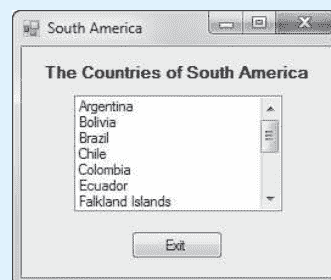 South America
The Countries of South America
Argentina
Bolivia
Brazil
Chile
Colombia
Ecuador
Falkland Islands
Exit